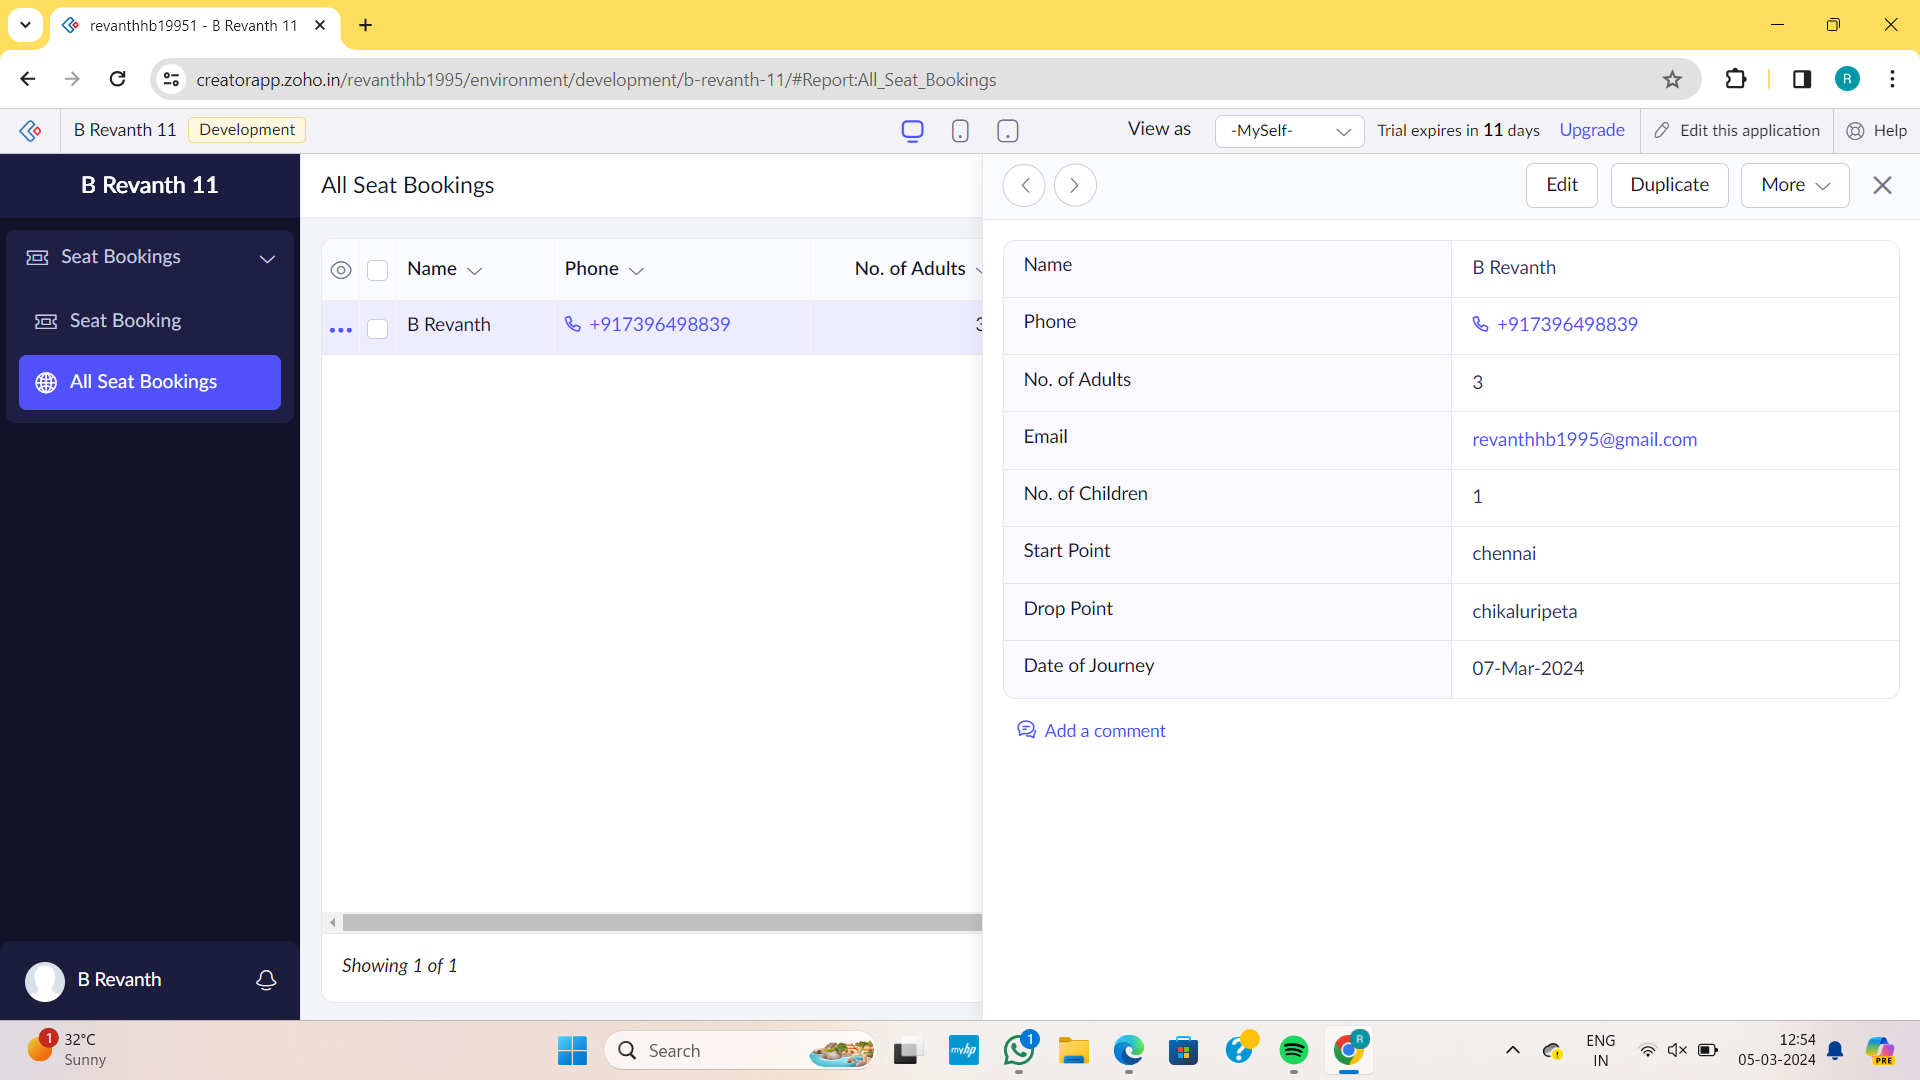 revanthhb19951 - B Revanth 11
creatorapp.zoho.in/revanthhb1995/environment/development/b-revanth-11/#Report:All_Seat_Bookings
R
B Revanth 11
Development
View as
-MySelf-
Trial expires in 11 days
Upgrade
Edit this application
Help
B Revanth 11
Seat Bookings
Seat Booking
All Seat Bookings
All Seat Bookings
Name
Phone
No. of Adults
B Revanth
+917396498839
3
Showing 1 of 1
Edit
Duplicate
More
Name
B Revanth
Phone
+917396498839
No. of Adults
3
Email
revanthhb1995@gmail.com
No. of Children
1
Start Point
chennai
Drop Point
chikaluripeta
Date of Journey
07-Mar-2024
Add a comment
B Revanth
1
32°C
Sunny
Search
myhp
1
R
ENG
IN
12:54
05-03-2024
PRE